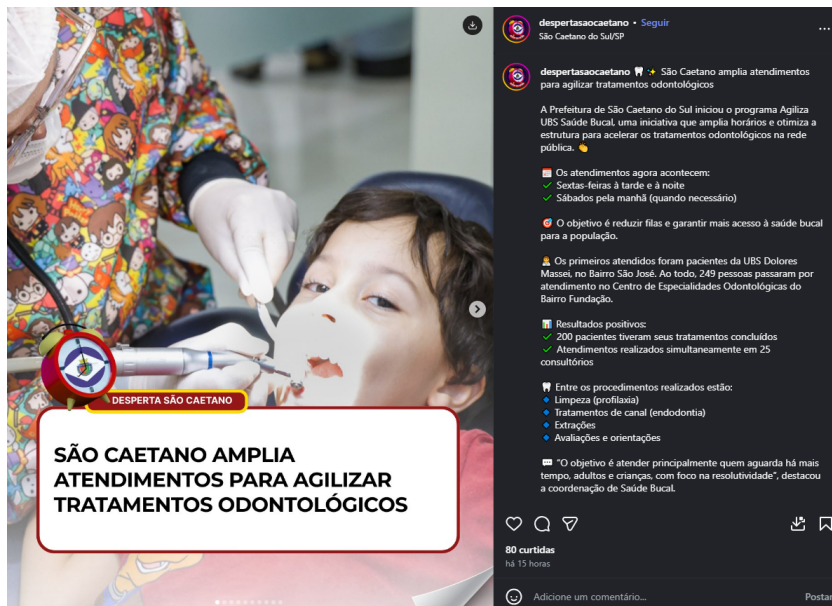 DESPERTA SÃO CAETANO
SÃO CAETANO AMPLIA
ATENDIMENTOS PARA AGILIZAR
TRATAMENTOS ODONTOLÓGICOS
despertasaocaetano • Seguir
São Caetano do Sul/SP
despertasaocaetano 🦷 ✨ São Caetano amplia atendimentos
para agilizar tratamentos odontológicos
A Prefeitura de São Caetano do Sul iniciou o programa Agiliza
UBS Saúde Bucal, uma iniciativa que amplia horários e otimiza a
estrutura para acelerar os tratamentos odontológicos na rede
pública. 👏
📅 Os atendimentos agora acontecem:
✔ Sextas-feiras à tarde e à noite
✔ Sábados pela manhã (quando necessário)
🎯 O objetivo é reduzir filas e garantir mais acesso à saúde bucal
para a população.
👩‍⚕️ Os primeiros atendidos foram pacientes da UBS Dolores
Massei, no Bairro São José. Ao todo, 249 pessoas passaram por
atendimento no Centro de Especialidades Odontológicas do
Bairro Fundação.
📊 Resultados positivos:
✔ 200 pacientes tiveram seus tratamentos concluídos
✔ Atendimentos realizados simultaneamente em 25
consultórios
🦷 Entre os procedimentos realizados estão:
🔹 Limpeza (profilaxia)
🔹 Tratamentos de canal (endodontia)
🔹 Extrações
🔹 Avaliações e orientações
💬 "O objetivo é atender principalmente quem aguarda há mais
tempo, adultos e crianças, com foco na resolutividade", destacou
a coordenação de Saúde Bucal.
80 curtidas
há 15 horas
Adicione um comentário...
Postar